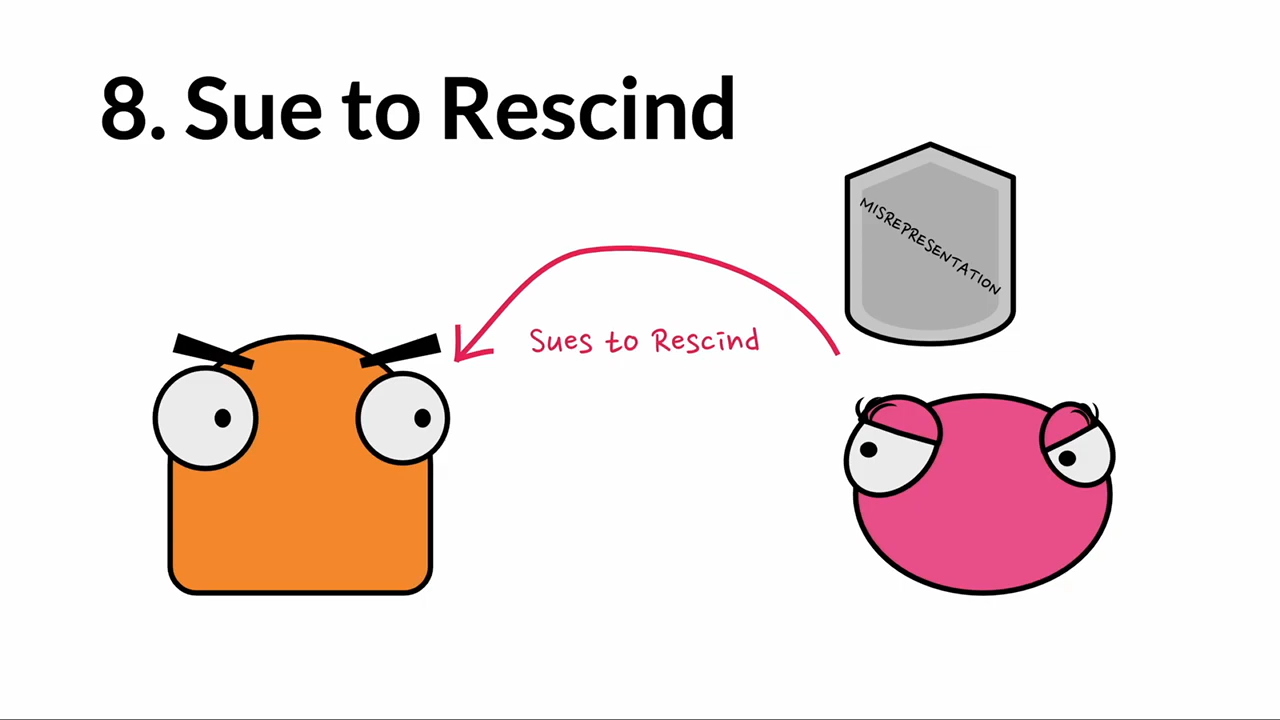 8. Sue to Rescind
MISREPRESENTATION
Sues to Rescind